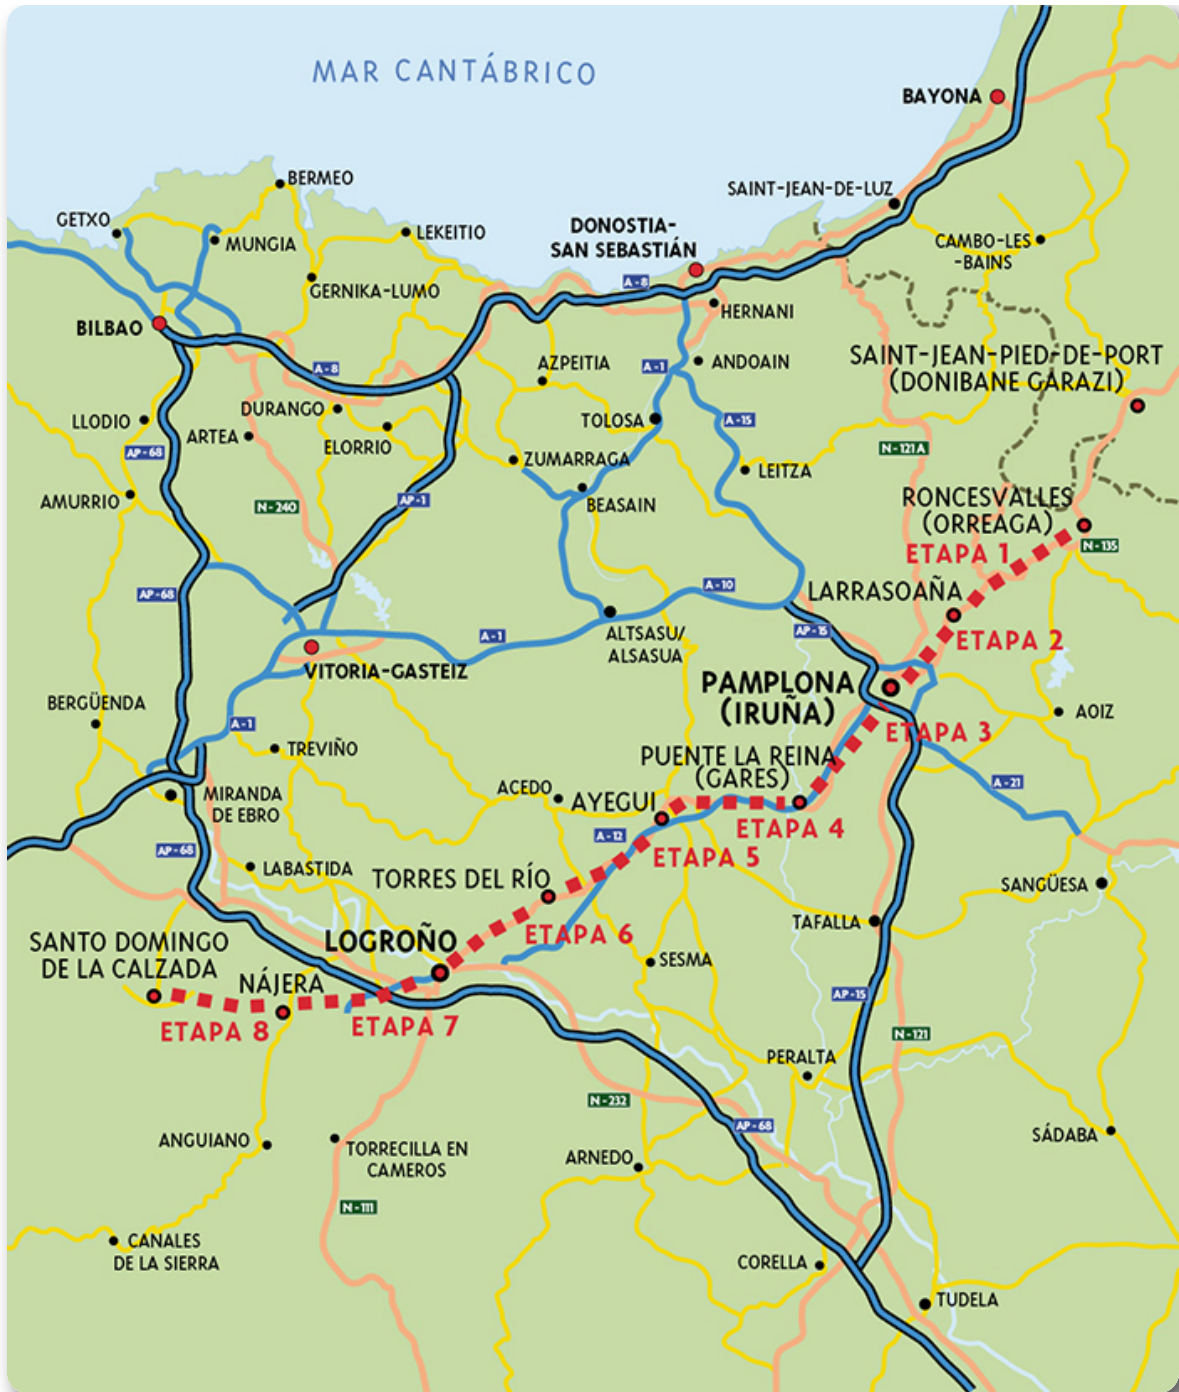 MAR CANTÁBRICO
BAYONA
BERMEO
SAINT-JEAN-DE-LUZ
GETXO
MUNGIA
LEKEITIO
DONOSTIA-
SAN SEBASTIÁN
CAMBO-LES
-BAINS
GERNIKA-LUMO
A-8
HERNANI
BILBAO
SAINT-JEAN-PIED-DE-PORT
(DONIBANE GARAZI)
A-8
AZPEITIA
A-1
ANDOAIN
DURANGO
LLODIO
ARTEA
ELORRIO
TOLOSA
A-15
AP-68
N-121A
ZUMARRAGA
LEITZA
AMURRIO
AP-1
N-240
BEASAIN
RONCESVALLES
(ORREAGA)
N-135
ETAPA 1
AP-68
A-10
LARRASOAÑA
A-1
ALTSASU/
ALSASUA
AP-15
ETAPA 2
VITORIA-GASTEIZ
PAMPLONA
(IRUÑA)
BERGÜENDA
AOIZ
A-1
TREVIÑO
ETAPA 3
PUENTE LA REINA
(GARES)
A-21
MIRANDA
DE EBRO
ACEDO
AYEGUI
ETAPA 4
A-12
ETAPA 5
AP-68
LABASTIDA
TORRES DEL RÍO
SANGÜESA
TAFALLA
SANTO DOMINGO
DE LA CALZADA
LOGROÑO
ETAPA 6
SESMA
NÁJERA
AP-15
ETAPA 8
ETAPA 7
N-121
PERALTA
N-232
AP-68
ANGUIANO
TORRECILLA EN
CAMEROS
ARNEDO
SÁDABA
N-111
CANALES
DE LA SIERRA
CORELLA
TUDELA